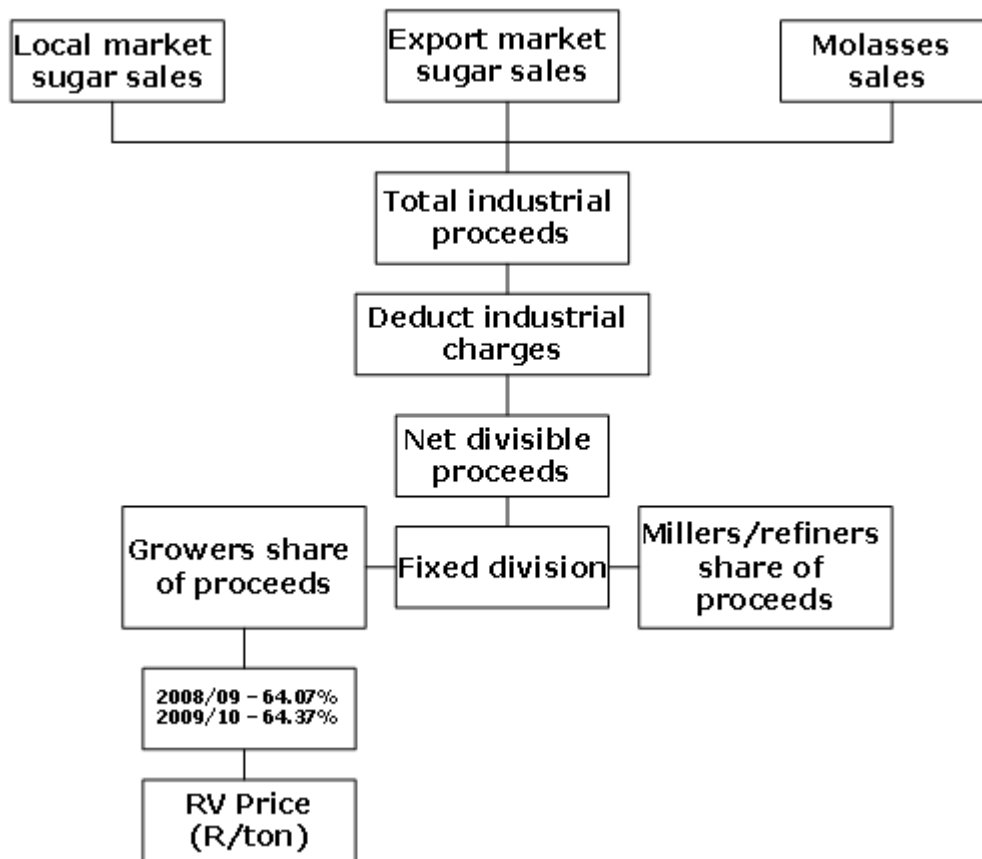 Local market
sugar sales
Export market
sugar sales
Molasses
sales
Total industrial
proceeds
Deduct industrial
charges
Net divisible
proceeds
Growers share
of proceeds
Fixed division
Millers/refiners
share of
proceeds
2008/09 – 64.07%
2009/10 – 64.37%
RV Price
(R/ton)